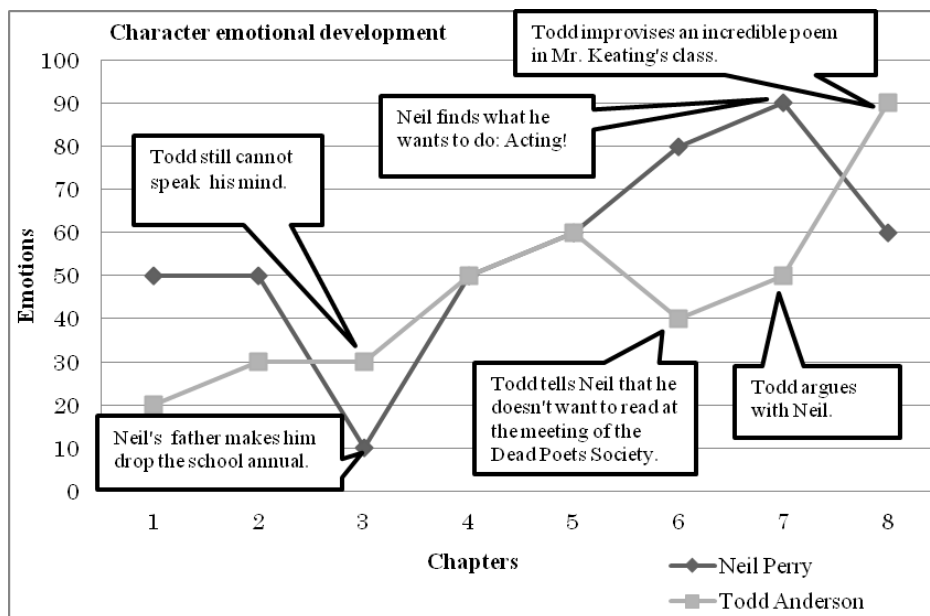 Character emotional development
Todd improvises an incredible poem
in Mr. Keating's class.
Neil finds what he
wants to do: Acting!
Todd still cannot
speak his mind.
Todd tells Neil that he
doesn't want to read at
the meeting of the
Dead Poets Society.
Todd argues
with Neil.
Neil's father makes him
drop the school annual.
Emotions
100
90
80
70
60
50
40
30
20
10
0
1 2 3 4 5 6 7 8
Chapters
Neil Perry
Todd Anderson